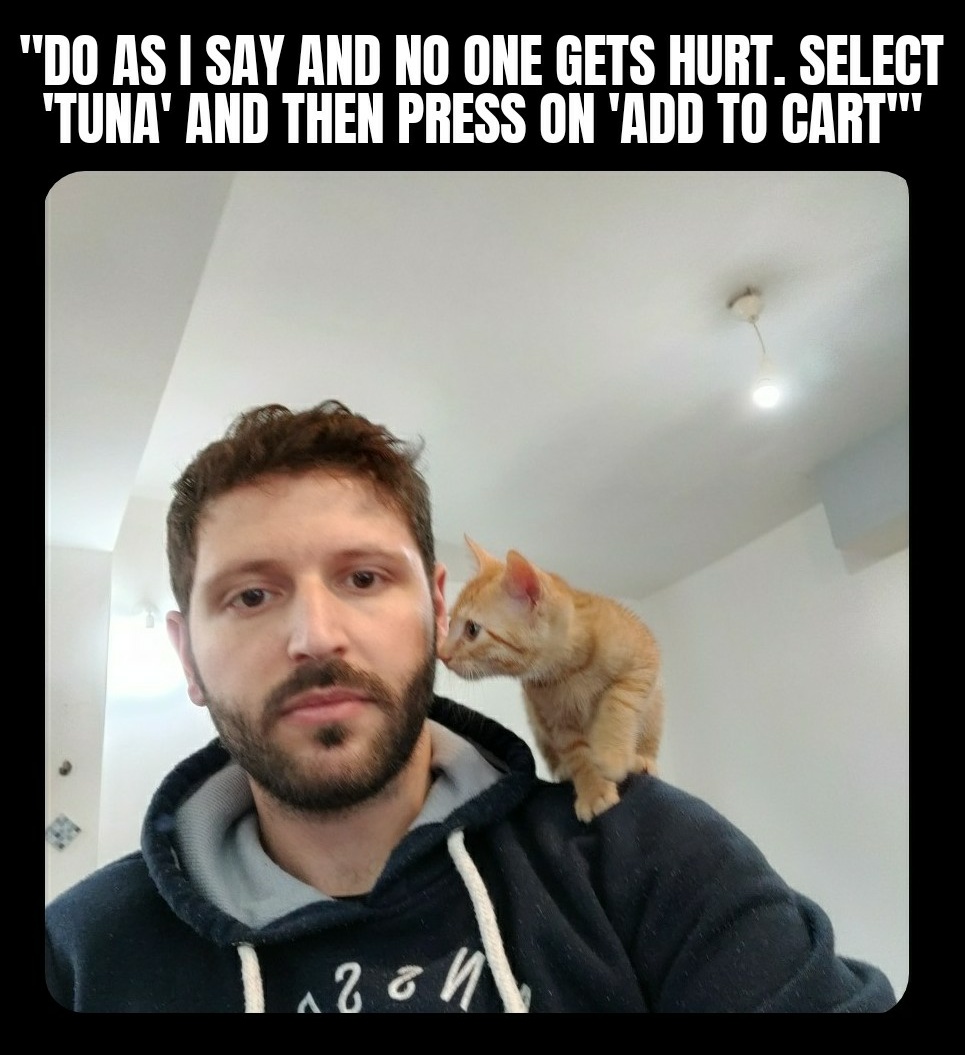 "DO AS I SAY AND NO ONE GETS HURT. SELECT
'TUNA' AND THEN PRESS ON 'ADD TO CART'"